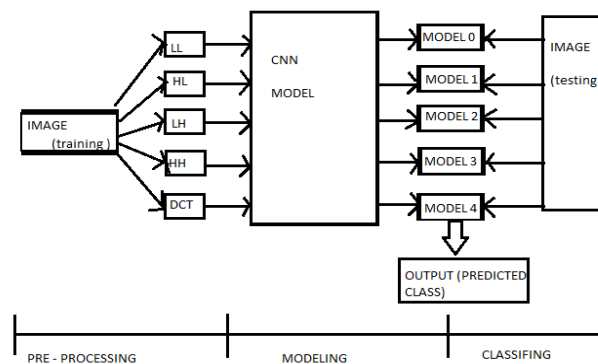 IMAGE
(training )
LL
HL
LH
HH
DCT
CNN
MODEL
MODEL 0
MODEL 1
MODEL 2
MODEL 3
MODEL 4
IMAGE
(testing
OUTPUT (PREDICTED
CLASS)
PRE - PROCESSING
MODELING
CLASSIFING